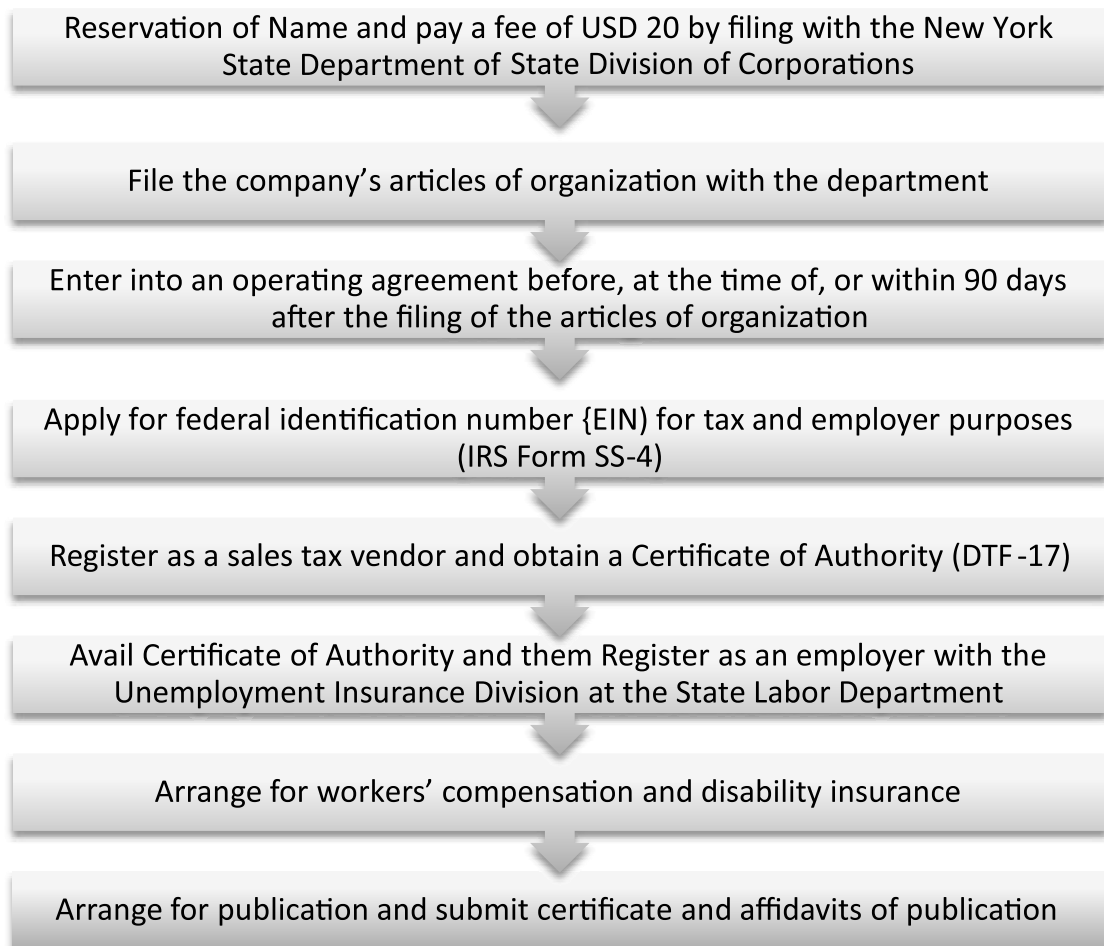 Reservation of Name and pay a fee of USD 20 by filing with the New York
State Department of State Division of Corporations
File the company’s articles of organization with the department
Enter into an operating agreement before, at the time of, or within 90 days
after the filing of the articles of organization
Apply for federal identification number {EIN) for tax and employer purposes
(IRS Form SS-4)
Register as a sales tax vendor and obtain a Certificate of Authority (DTF-17)
Avail Certificate of Authority and them Register as an employer with the
Unemployment Insurance Division at the State Labor Department
Arrange for workers’ compensation and disability insurance
Arrange for publication and submit certificate and affidavits of publication